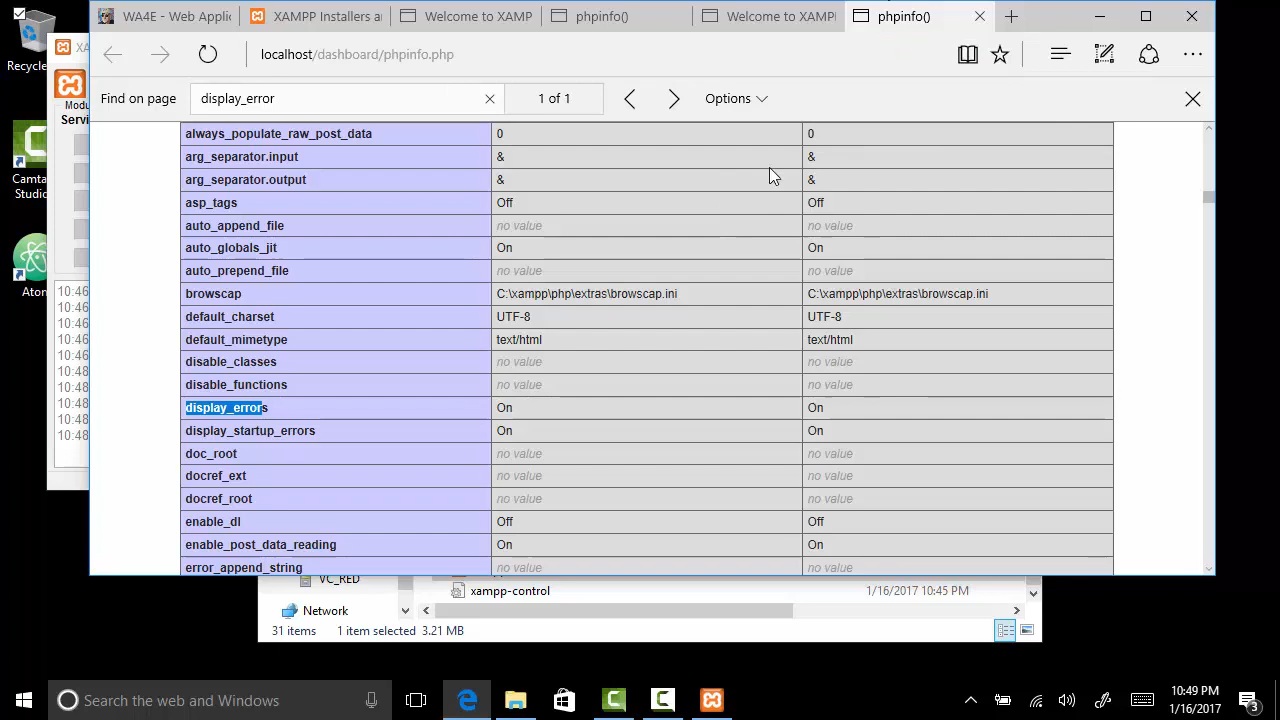 Recycle
WA4E - Web Applic
XAMPP Installers a
Welcome to XAMP
phpinfo()
Welcome to XAMP
phpinfo()
localhost/dashboard/phpinfo.php
Find on page
display_error
1 of 1
Options
XA
Modu
Servi
Camta
Studio
Atom
10:46
10:46
10:46
10:46
10:46
10:46
10:48
10:48
10:48
10:48
always_populate_raw_post_data 0 0
arg_separator.input & &
arg_separator.output & &
asp_tags Off Off
auto_append_file no value no value
auto_globals_jit On On
auto_prepend_file no value no value
browscap C:\xampp\php\extras\browscap.ini C:\xampp\php\extras\browscap.ini
default_charset UTF-8 UTF-8
default_mimetype text/html text/html
disable_classes no value no value
disable_functions no value no value
display_errors On On
display_startup_errors On On
doc_root no value no value
docref_ext no value no value
docref_root no value no value
enable_dl Off Off
enable_post_data_reading On On
error_append_string no value no value
VC_RED
xampp-control 1/16/2017 10:45 PM
Network
31 items 1 item selected 3.21 MB
Search the web and Windows
10:49 PM
1/16/2017
3